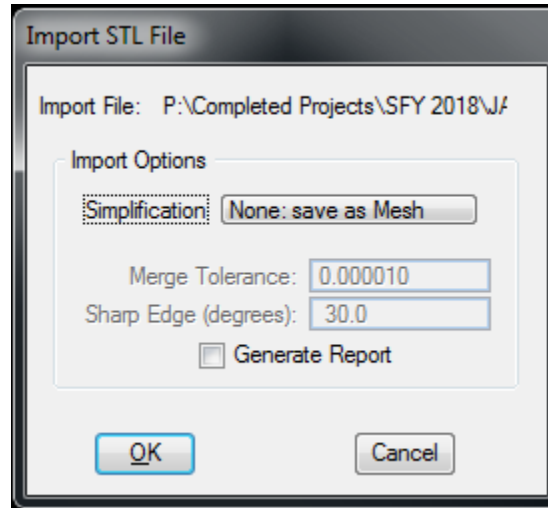 Import STL File
Import File: P:\Completed Projects\SFY 2018\JA
Import Options
Simplification None: save as Mesh
Merge Tolerance: 0.000010
Sharp Edge (degrees): 30.0
Generate Report
OK Cancel